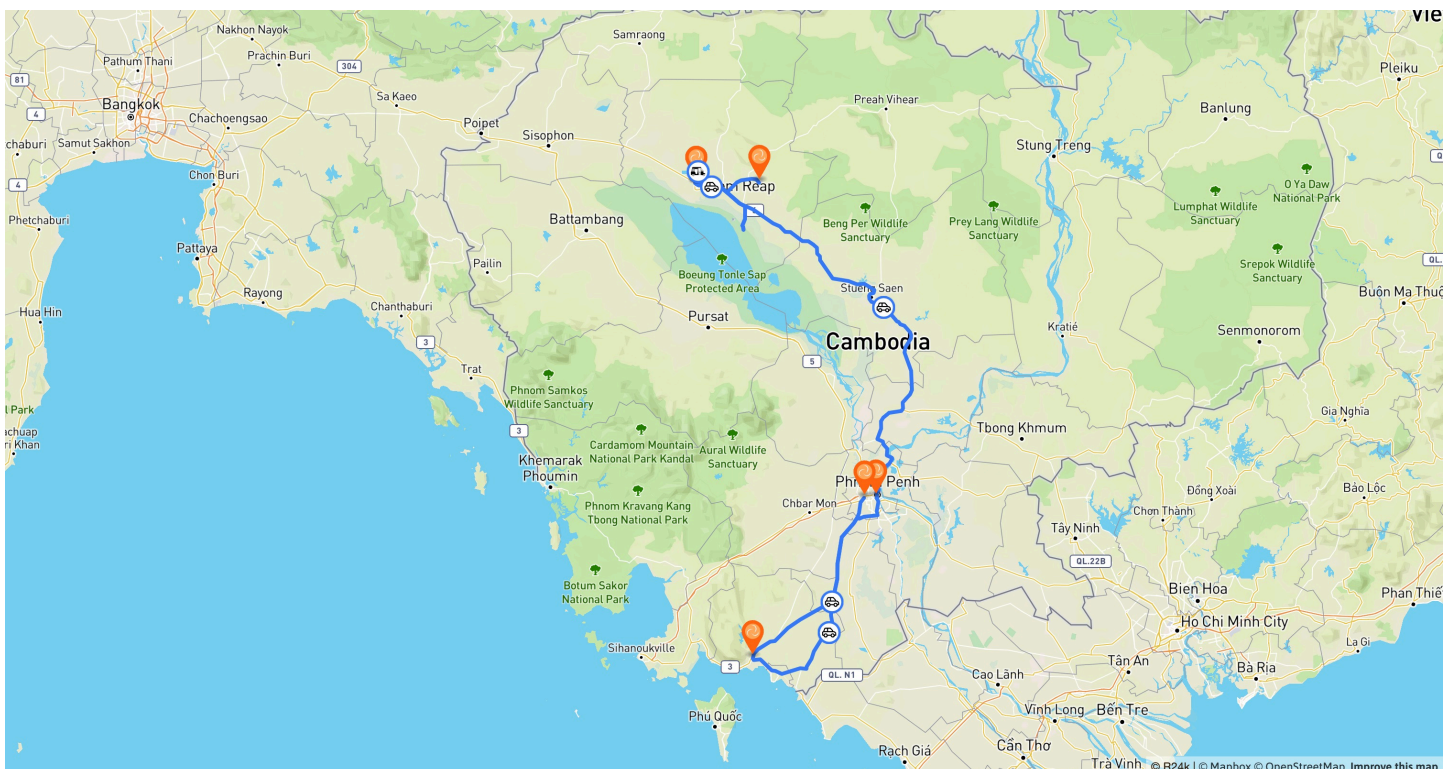 Vie
Nakhon Nayok
Samraong
Pathum Thani
Prachin Buri
304
81
Pleiku
Bangkok
Sa Kaeo
Preah Vihear
Banlung
4
Chachoengsao
Poipet
Sisophon
Stung Treng
chaburi
Samut Sakhon
4
Chon Buri
O Ya Daw
National Park
Lumphat Wildlife
Sanctuary
Phetchaburi
Battambang
Beng Per Wildlife
Sanctuary
Prey Lang Wildlife
Sanctuary
Pattaya
Srepok Wildlife
Sanctuary
QL.
Pailin
Boeung Tonle Sap
Protected Area
Rayong
Stueng Saen
Buôn Ma Thuộ
Chanthaburi
Hua Hin
Pursat
Kratié
Senmonorom
Cambodia
3
5
Trat
Phnom Samkos
Wildlife Sanctuary
l Park
Gia Nghia
achuap
ri Khan
3
Cardamom Mountain
National Park Kandal
Aural Wildlife
Sanctuary
Tbong Khmum
Khemarak
Phoumin
Penh
Phnom Kravang Kang
Tbong National Park
Chbar Mon
Đồng Xoài
Bảo Lộc
Chơn Thành
Tây Ninh
QL.22B
Botum Sakor
National Park
Bien Hoa
Phan Thiế
Ho Chi Minh City
Sihanoukville
La Gi
3
QL. N1
Tân An
Bà Rịa
Cao Lãnh
Phú Quốc
Vĩnh Long
Bến Tre
Rạch Giá
Cần Thơ
Trà Vinh
© R24k | © Mapbox © OpenStreetMap Improve this map